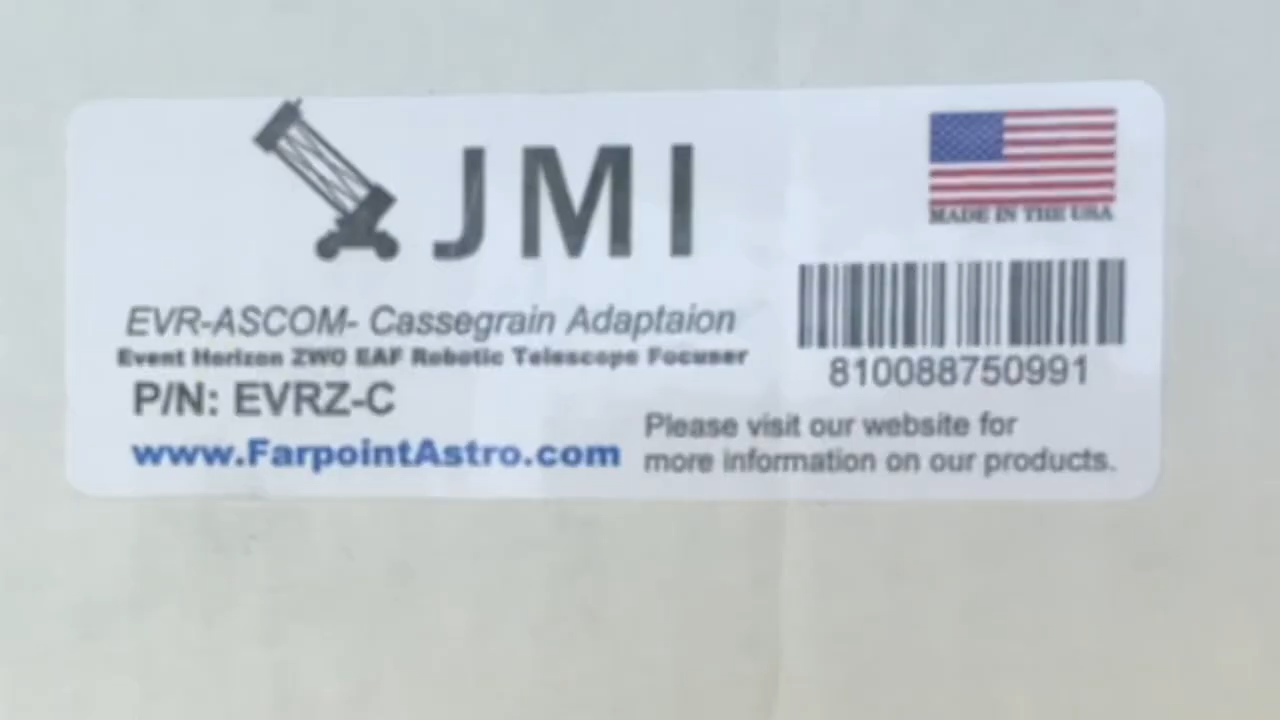 JMI
MADE IN THE USA
EVR-ASCOM- Cassegrain Adaptaion
Event Horizon ZWO EAF Robotic Telescope Focuser
P/N: EVRZ-C
www.FarpointAstro.com
810088750991
Please visit our website for
more information on our products.